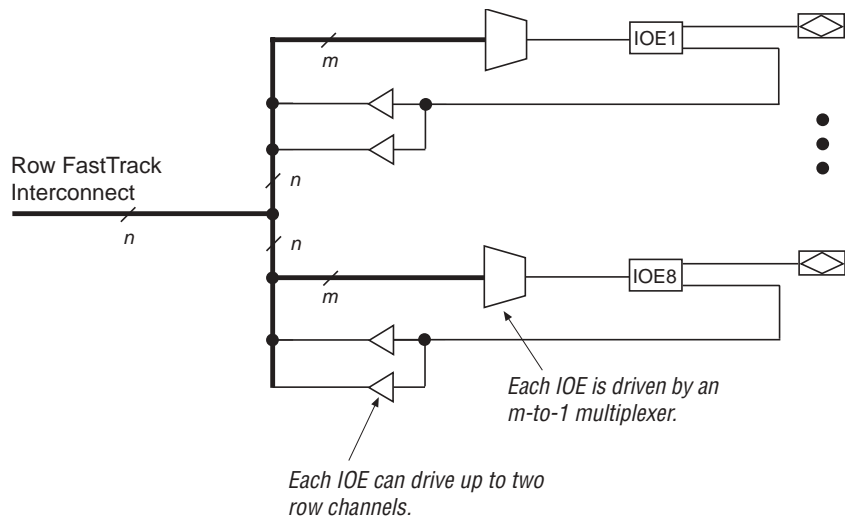 m
IOE1
Row FastTrack
Interconnect
n
n
n
m
IOE8
Each IOE is driven by an
m-to-1 multiplexer.
Each IOE can drive up to two
row channels.